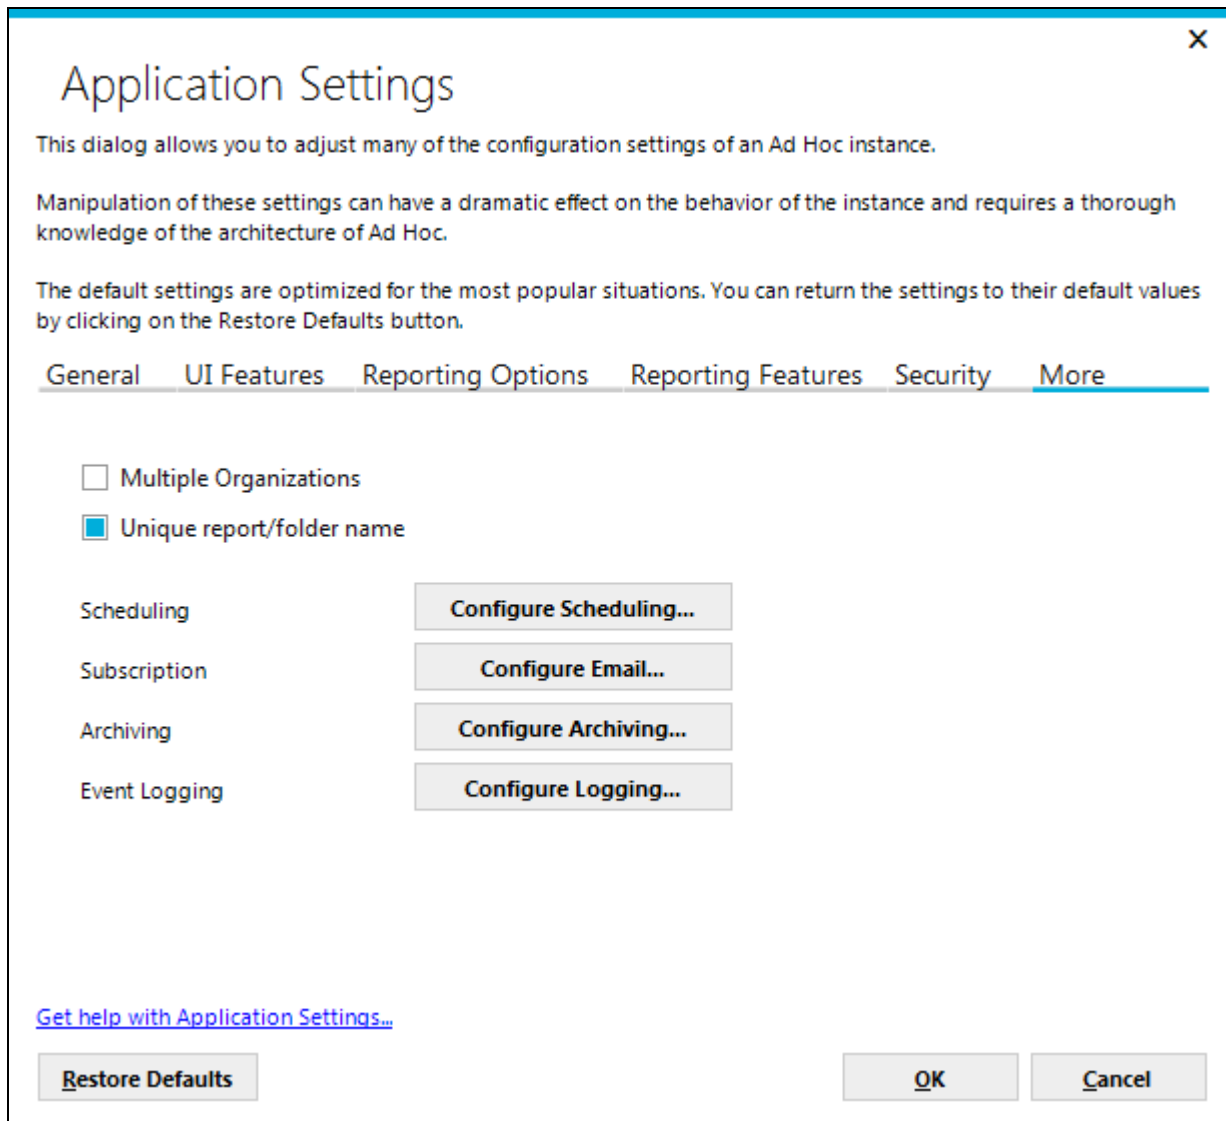 Application Settings
This dialog allows you to adjust many of the configuration settings of an Ad Hoc instance.
Manipulation of these settings can have a dramatic effect on the behavior of the instance and requires a thorough
knowledge of the architecture of Ad Hoc.
The default settings are optimized for the most popular situations. You can return the settings to their default values
by clicking on the Restore Defaults button.
General UI Features Reporting Options Reporting Features Security More
Multiple Organizations
Unique report/folder name
Scheduling Configure Scheduling...
Subscription Configure Email...
Archiving Configure Archiving...
Event Logging Configure Logging...
Get help with Application Settings...
Restore Defaults OK Cancel